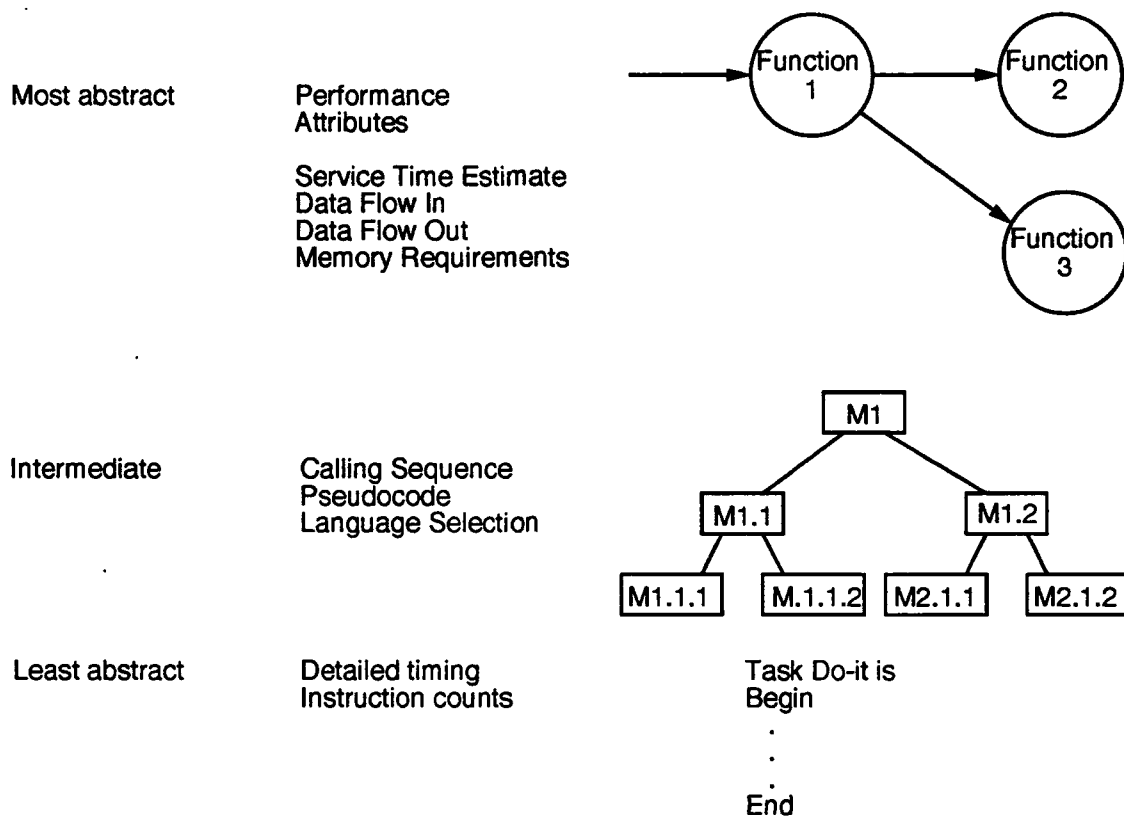 Most abstract
Performance
Attributes
Service Time Estimate
Data Flow In
Data Flow Out
Memory Requirements
Function
1
Function
2
Function
3
Intermediate
Calling Sequence
Pseudocode
Language Selection
M1
M1.1
M1.2
M1.1.1
M.1.1.2
M2.1.1
M2.1.2
Least abstract
Detailed timing
Instruction counts
Task Do-it is
Begin
.
.
.
End